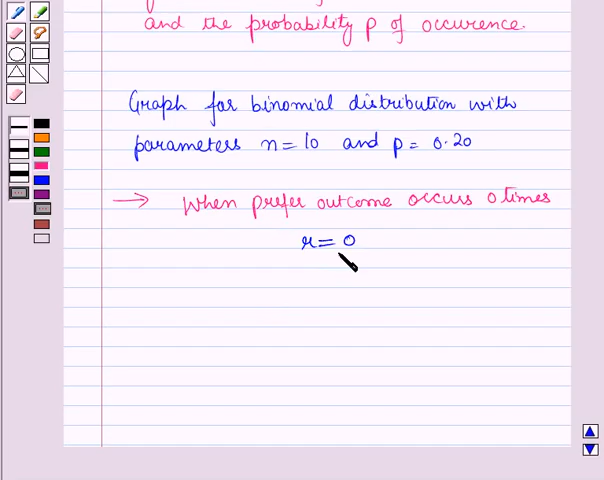 and the probability p of occurence.
Graph for binomial distribution with
parameters n = 10 and p = 0.20
→ When prefer outcome occurs 0 times
r = 0